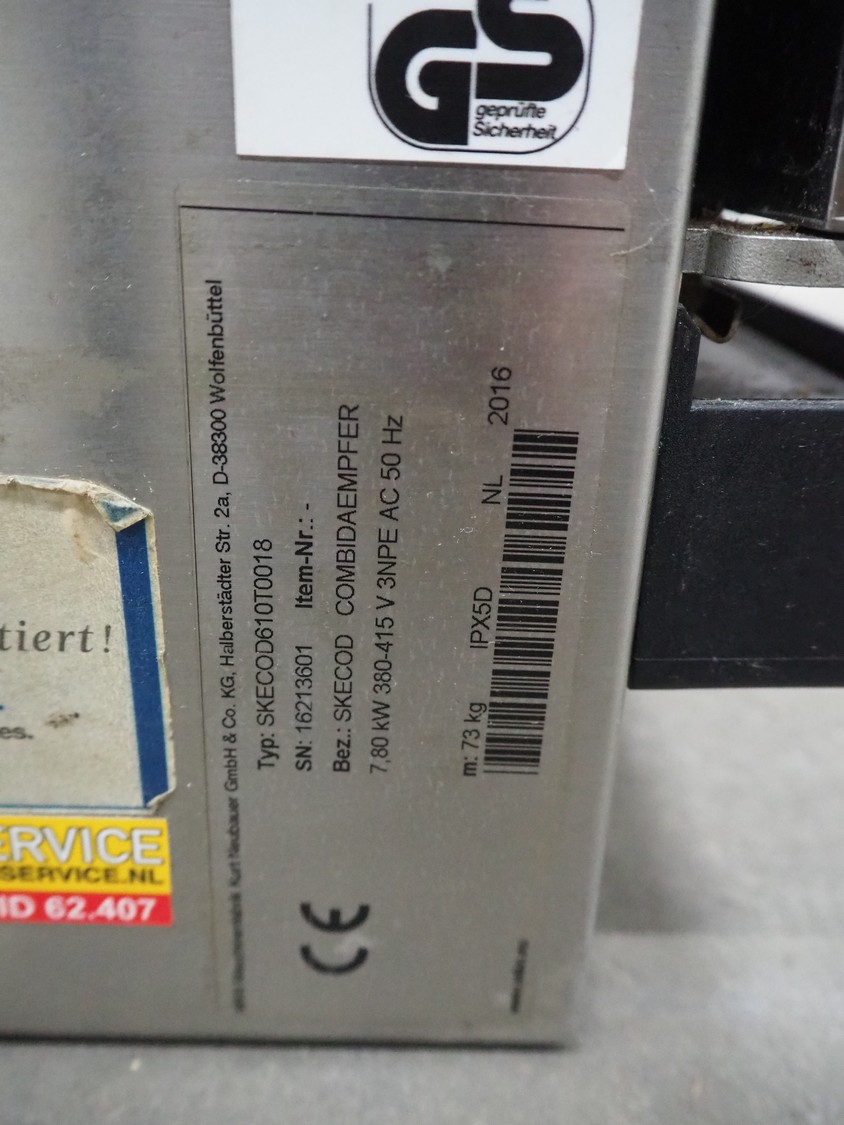 GS
geprüfte
Sicherheit
Maschinenfabrik Kurt Neubauer GmbH & Co. KG, Halberstädter Str. 2a, D-38300 Wolfenbüttel
Typ: SKECOD610T0018
SN: 16213601 Item-Nr.: -
Bez.: SKECOD COMBIDAEMPFER
7,80 kW 380-415 V 3NPE AC 50 Hz
m: 73 kg IPX5D NL 2016
CE
tiert!
es.
ERVICE
SERVICE.NL
ID 62.407